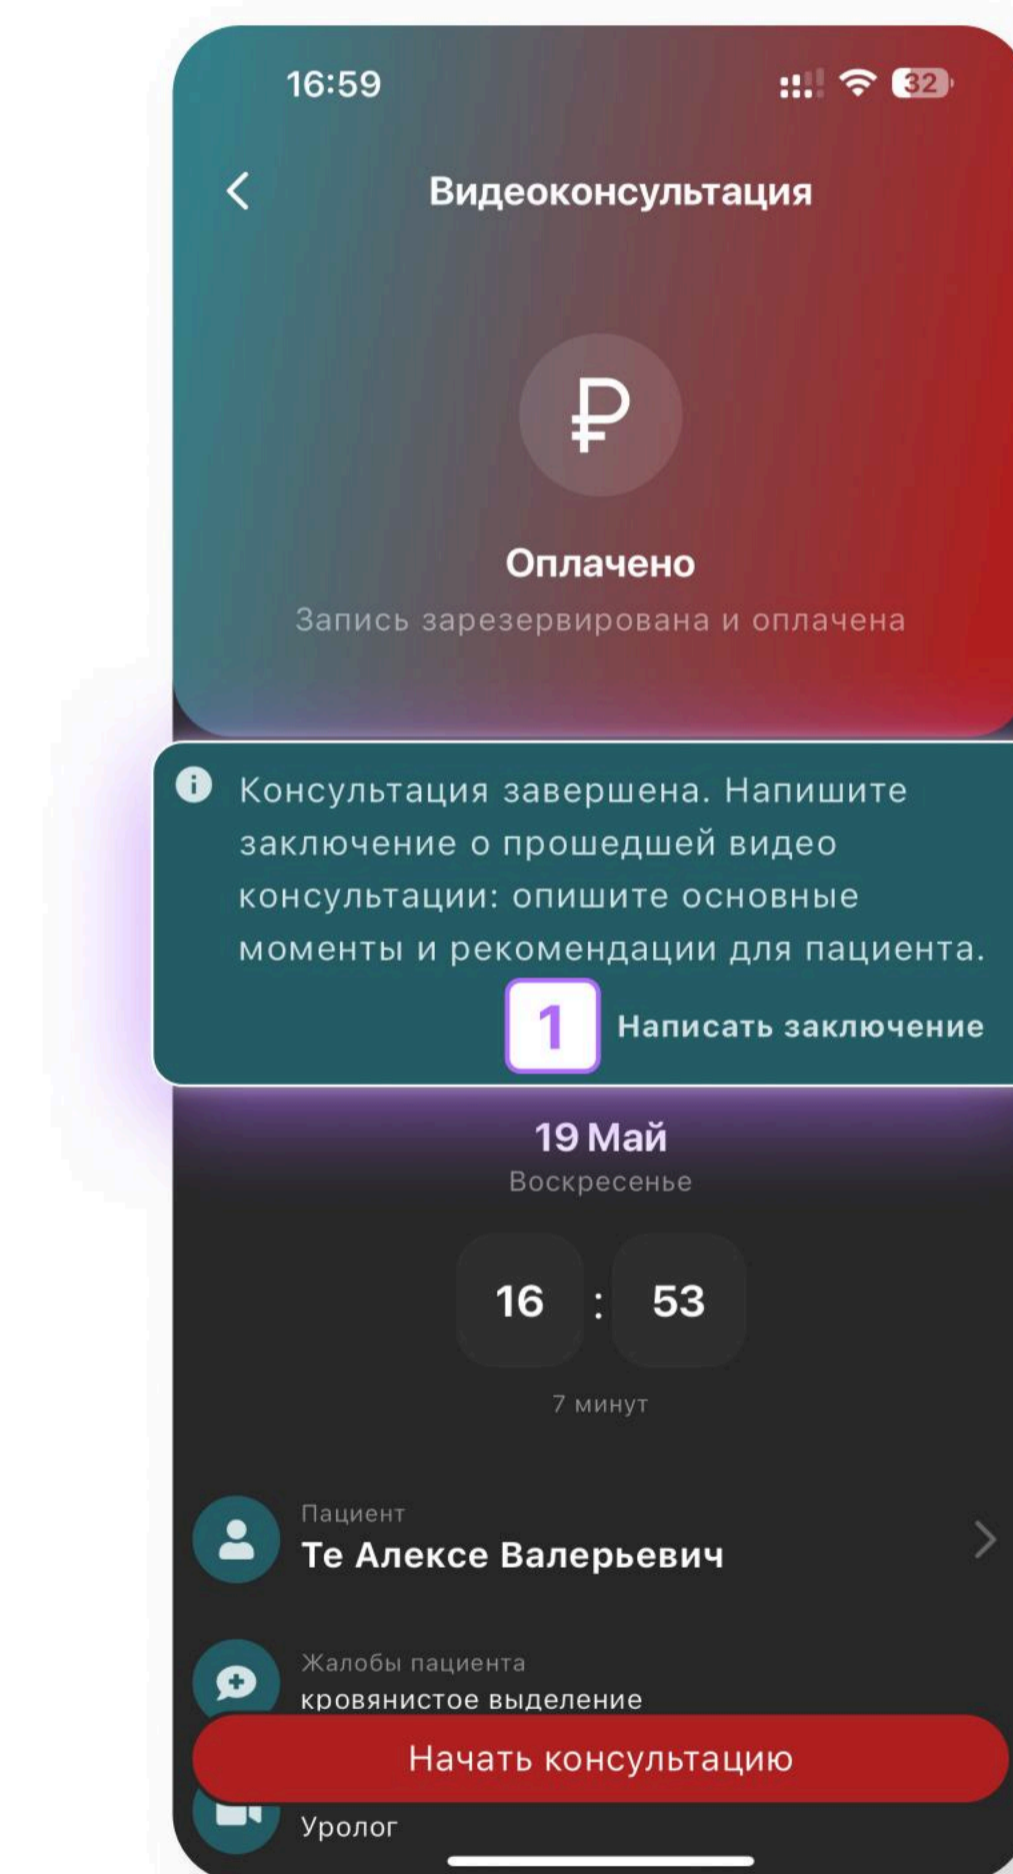 16:59
32
Видеоконсультация
₽
Оплачено
Запись зарезервирована и оплачена
Консультация завершена. Напишите
заключение о прошедшей видео
консультации: опишите основные
моменты и рекомендации для пациента.
1 Написать заключение
19 Май
Воскресенье
16 : 53
7 минут
Пациент
Те Алексе Валерьевич
Жалобы пациента
кровянистое выделение
Начать консультацию
Уролог